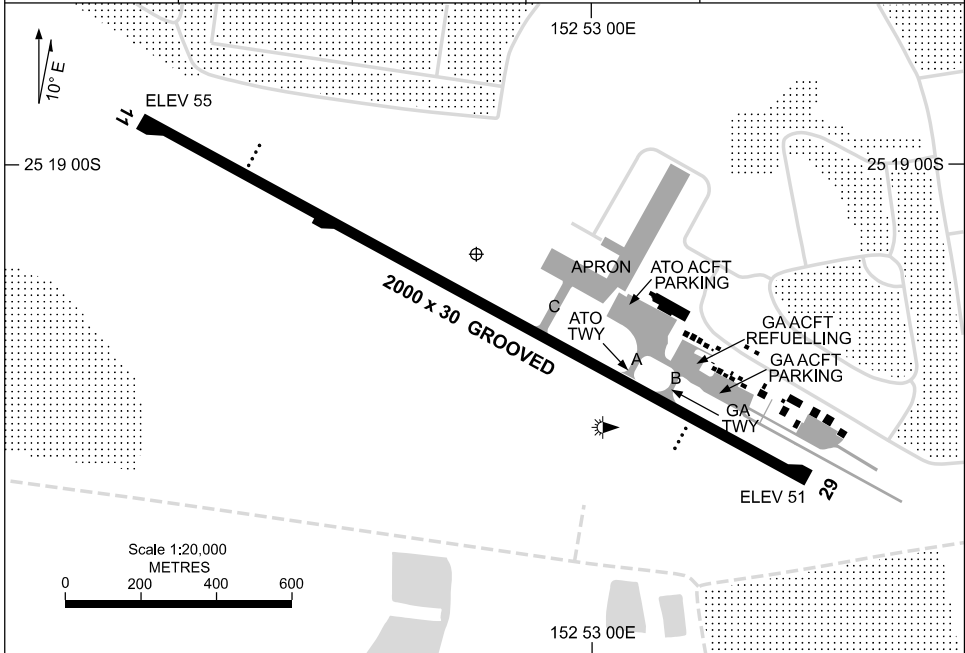 152 53 00E
10° E
ELEV 55
11
25 19 00S
25 19 00S
APRON
ATO ACFT
PARKING
C
2000 x 30 GROOVED
ATO
TWY
GA ACFT
REFUELLING
GA ACFT
PARKING
A
B
GA
TWY
ELEV 51
29
Scale 1:20,000
METRES
0 200 400 600
152 53 00E